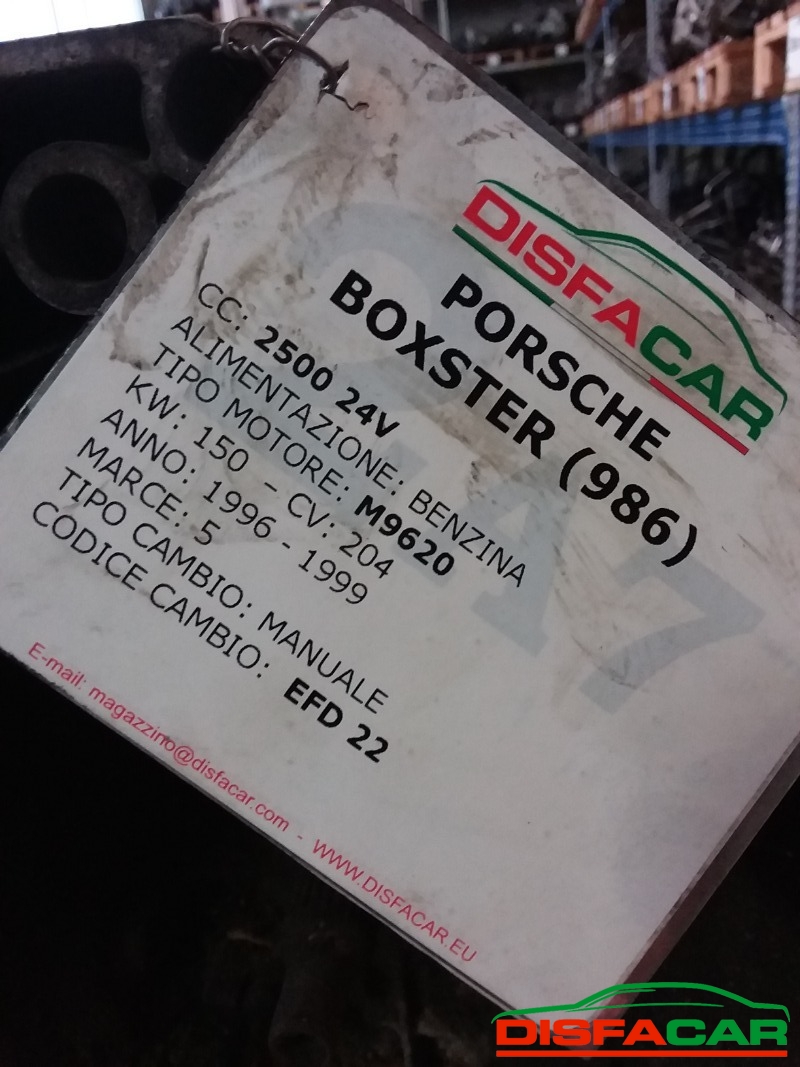 DISFACAR
PORSCHE
BOXSTER (986)
CC: 2500 24V
ALIMENTAZIONE: BENZINA
TIPO MOTORE: M9620
KW: 150 - CV: 204
ANNO: 1996 - 1999
MARCE: 5
TIPO CAMBIO: MANUALE
CODICE CAMBIO: EFD 22
E-mail: magazzino@disfacar.com - WWW.DISFACAR.EU
DISFACAR